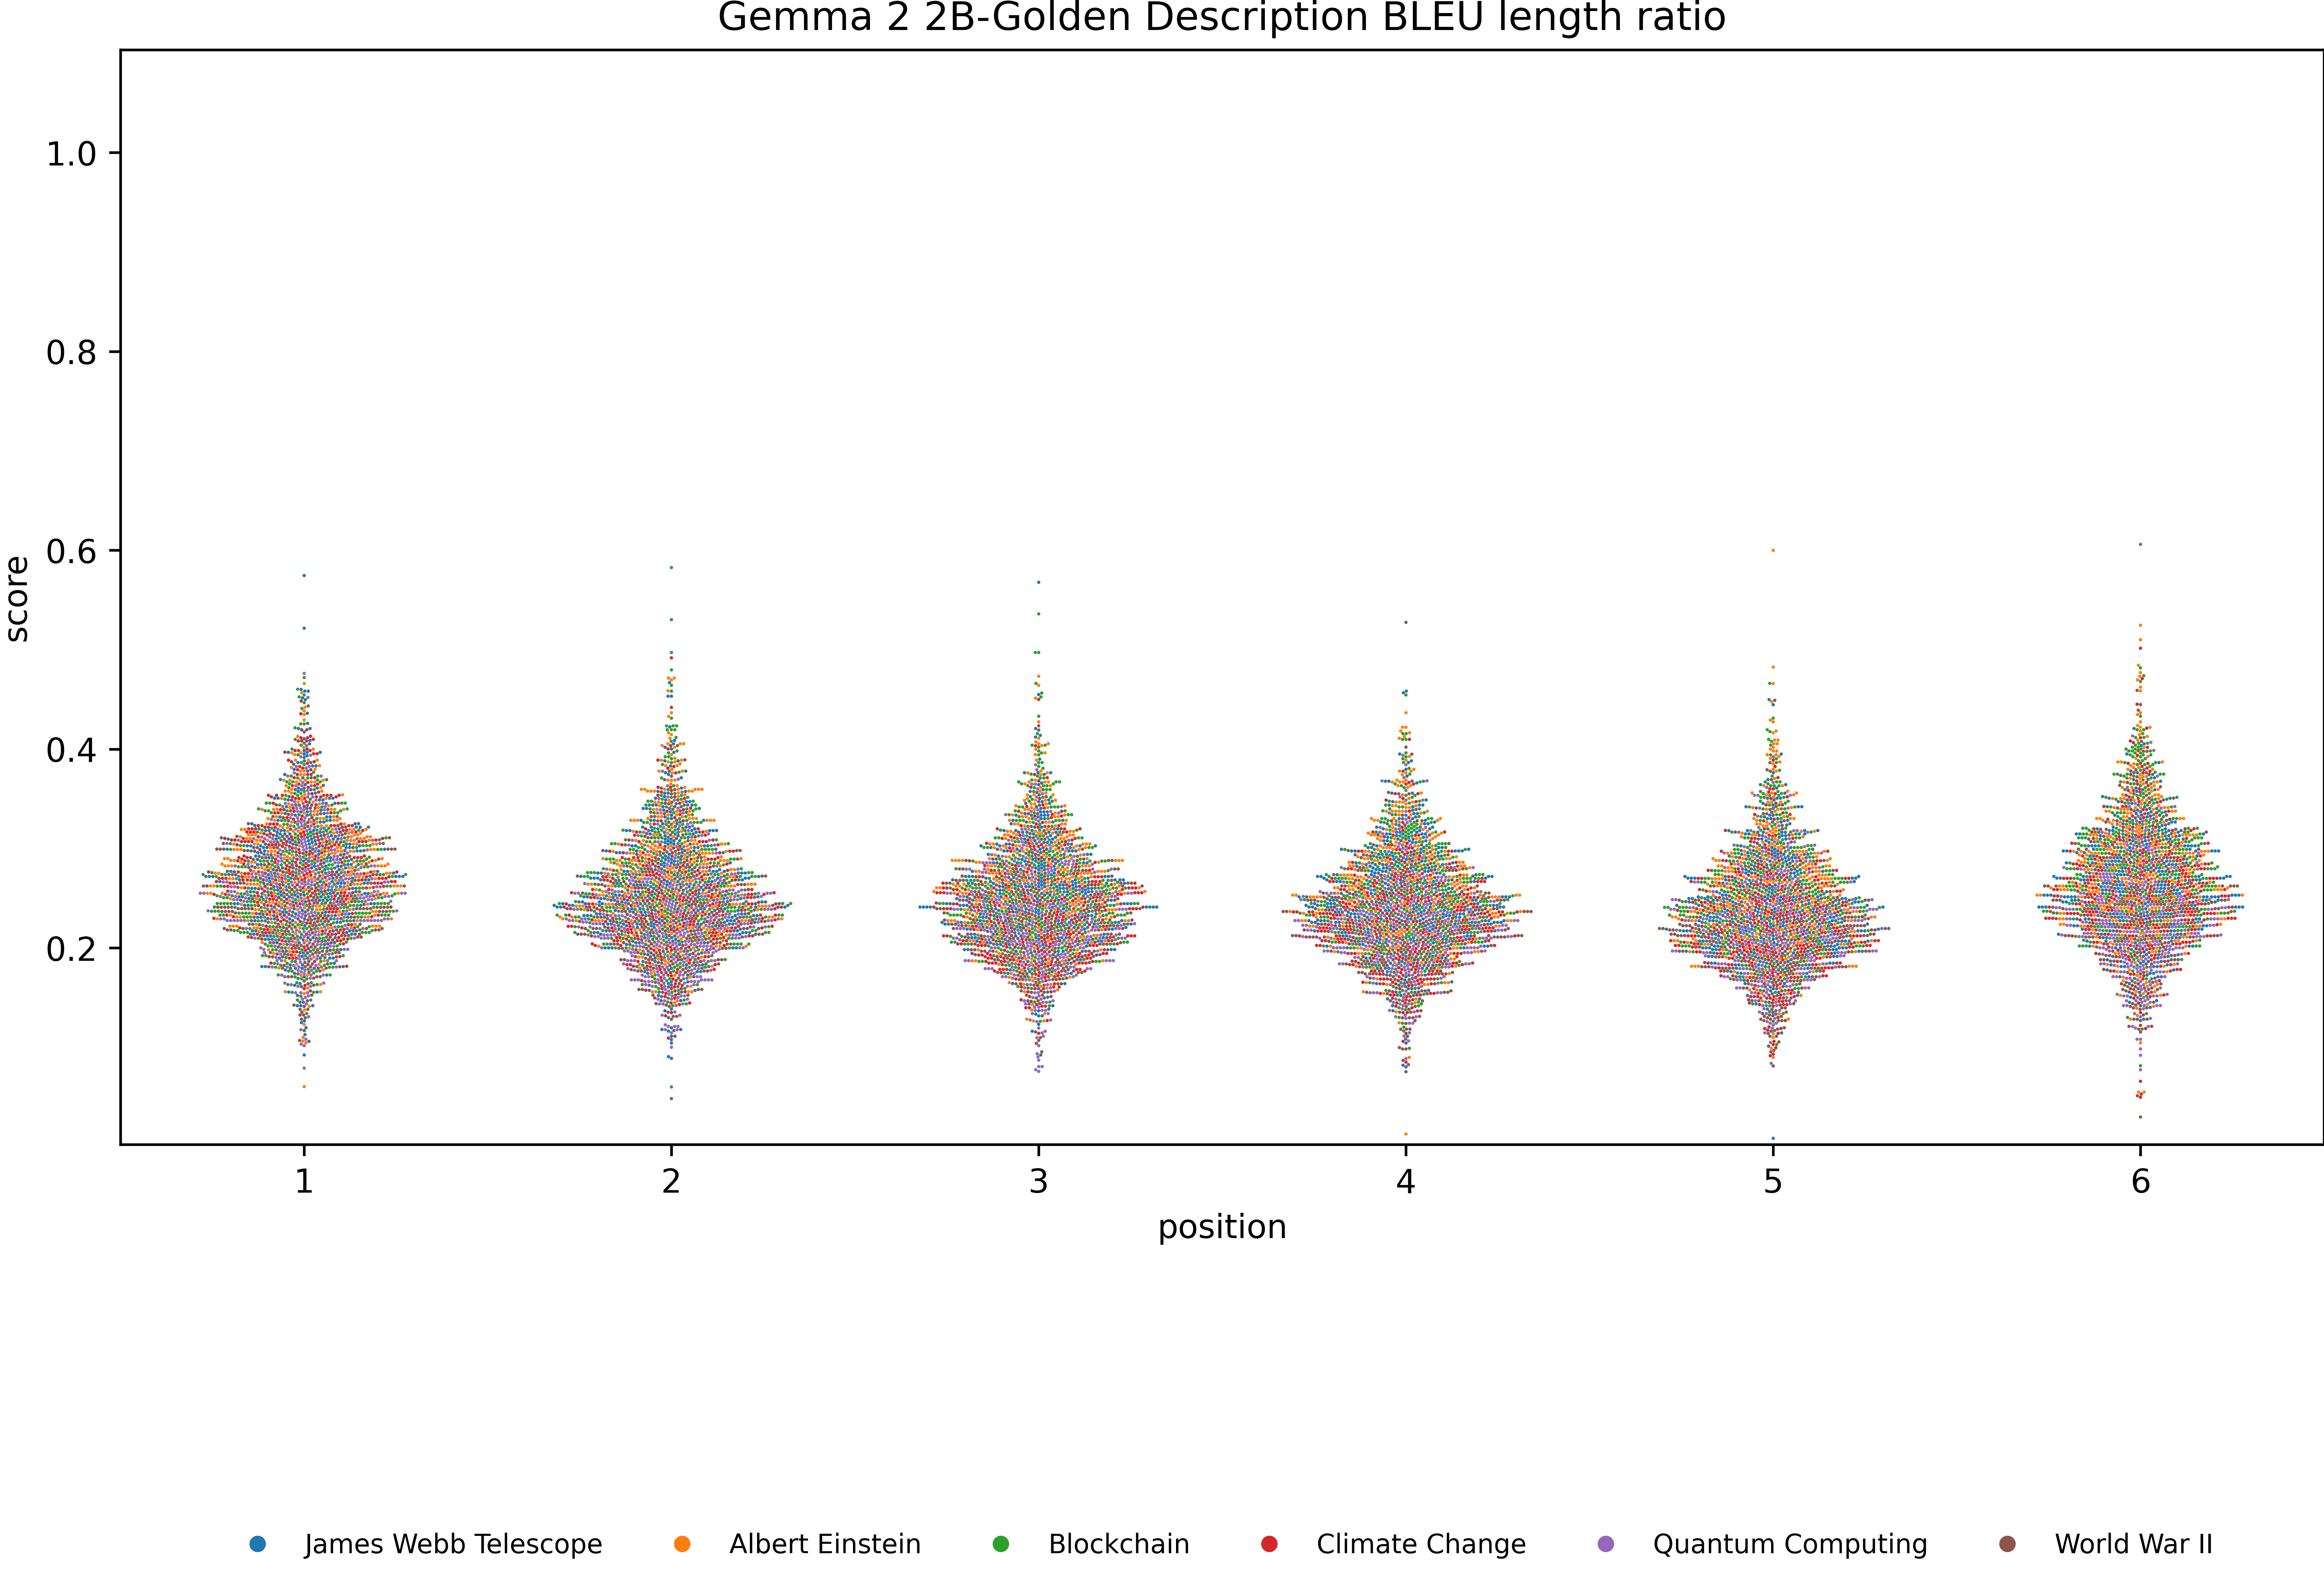 Gemma 2 2B-Golden Description BLEU length ratio
1.0
0.8
0.6
0.4
0.2
score
1 2 3 4 5 6
position
James Webb Telescope Albert Einstein Blockchain Climate Change Quantum Computing World War II